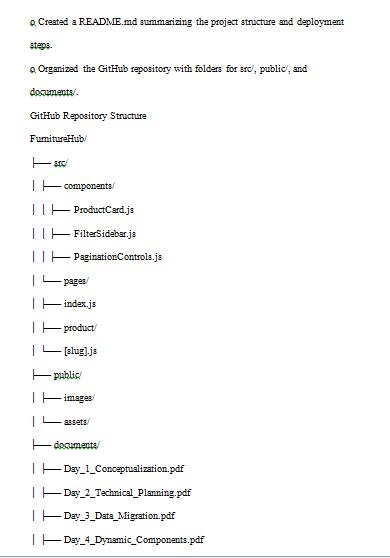 o Created a README.md summarizing the project structure and deployment
steps.
o Organized the GitHub repository with folders for src/, public/, and
documents/.
GitHub Repository Structure
FurnitureHub/
├── src/
│ ├── components/
│ │ ├── ProductCard.js
│ │ ├── FilterSidebar.js
│ │ ├── PaginationControls.js
│ └── pages/
│ ├── index.js
│ ├── product/
│ └── [slug].js
├── public/
│ ├── images/
│ └── assets/
├── documents/
│ ├── Day_1_Conceptualization.pdf
│ ├── Day_2_Technical_Planning.pdf
│ ├── Day_3_Data_Migration.pdf
│ ├── Day_4_Dynamic_Components.pdf